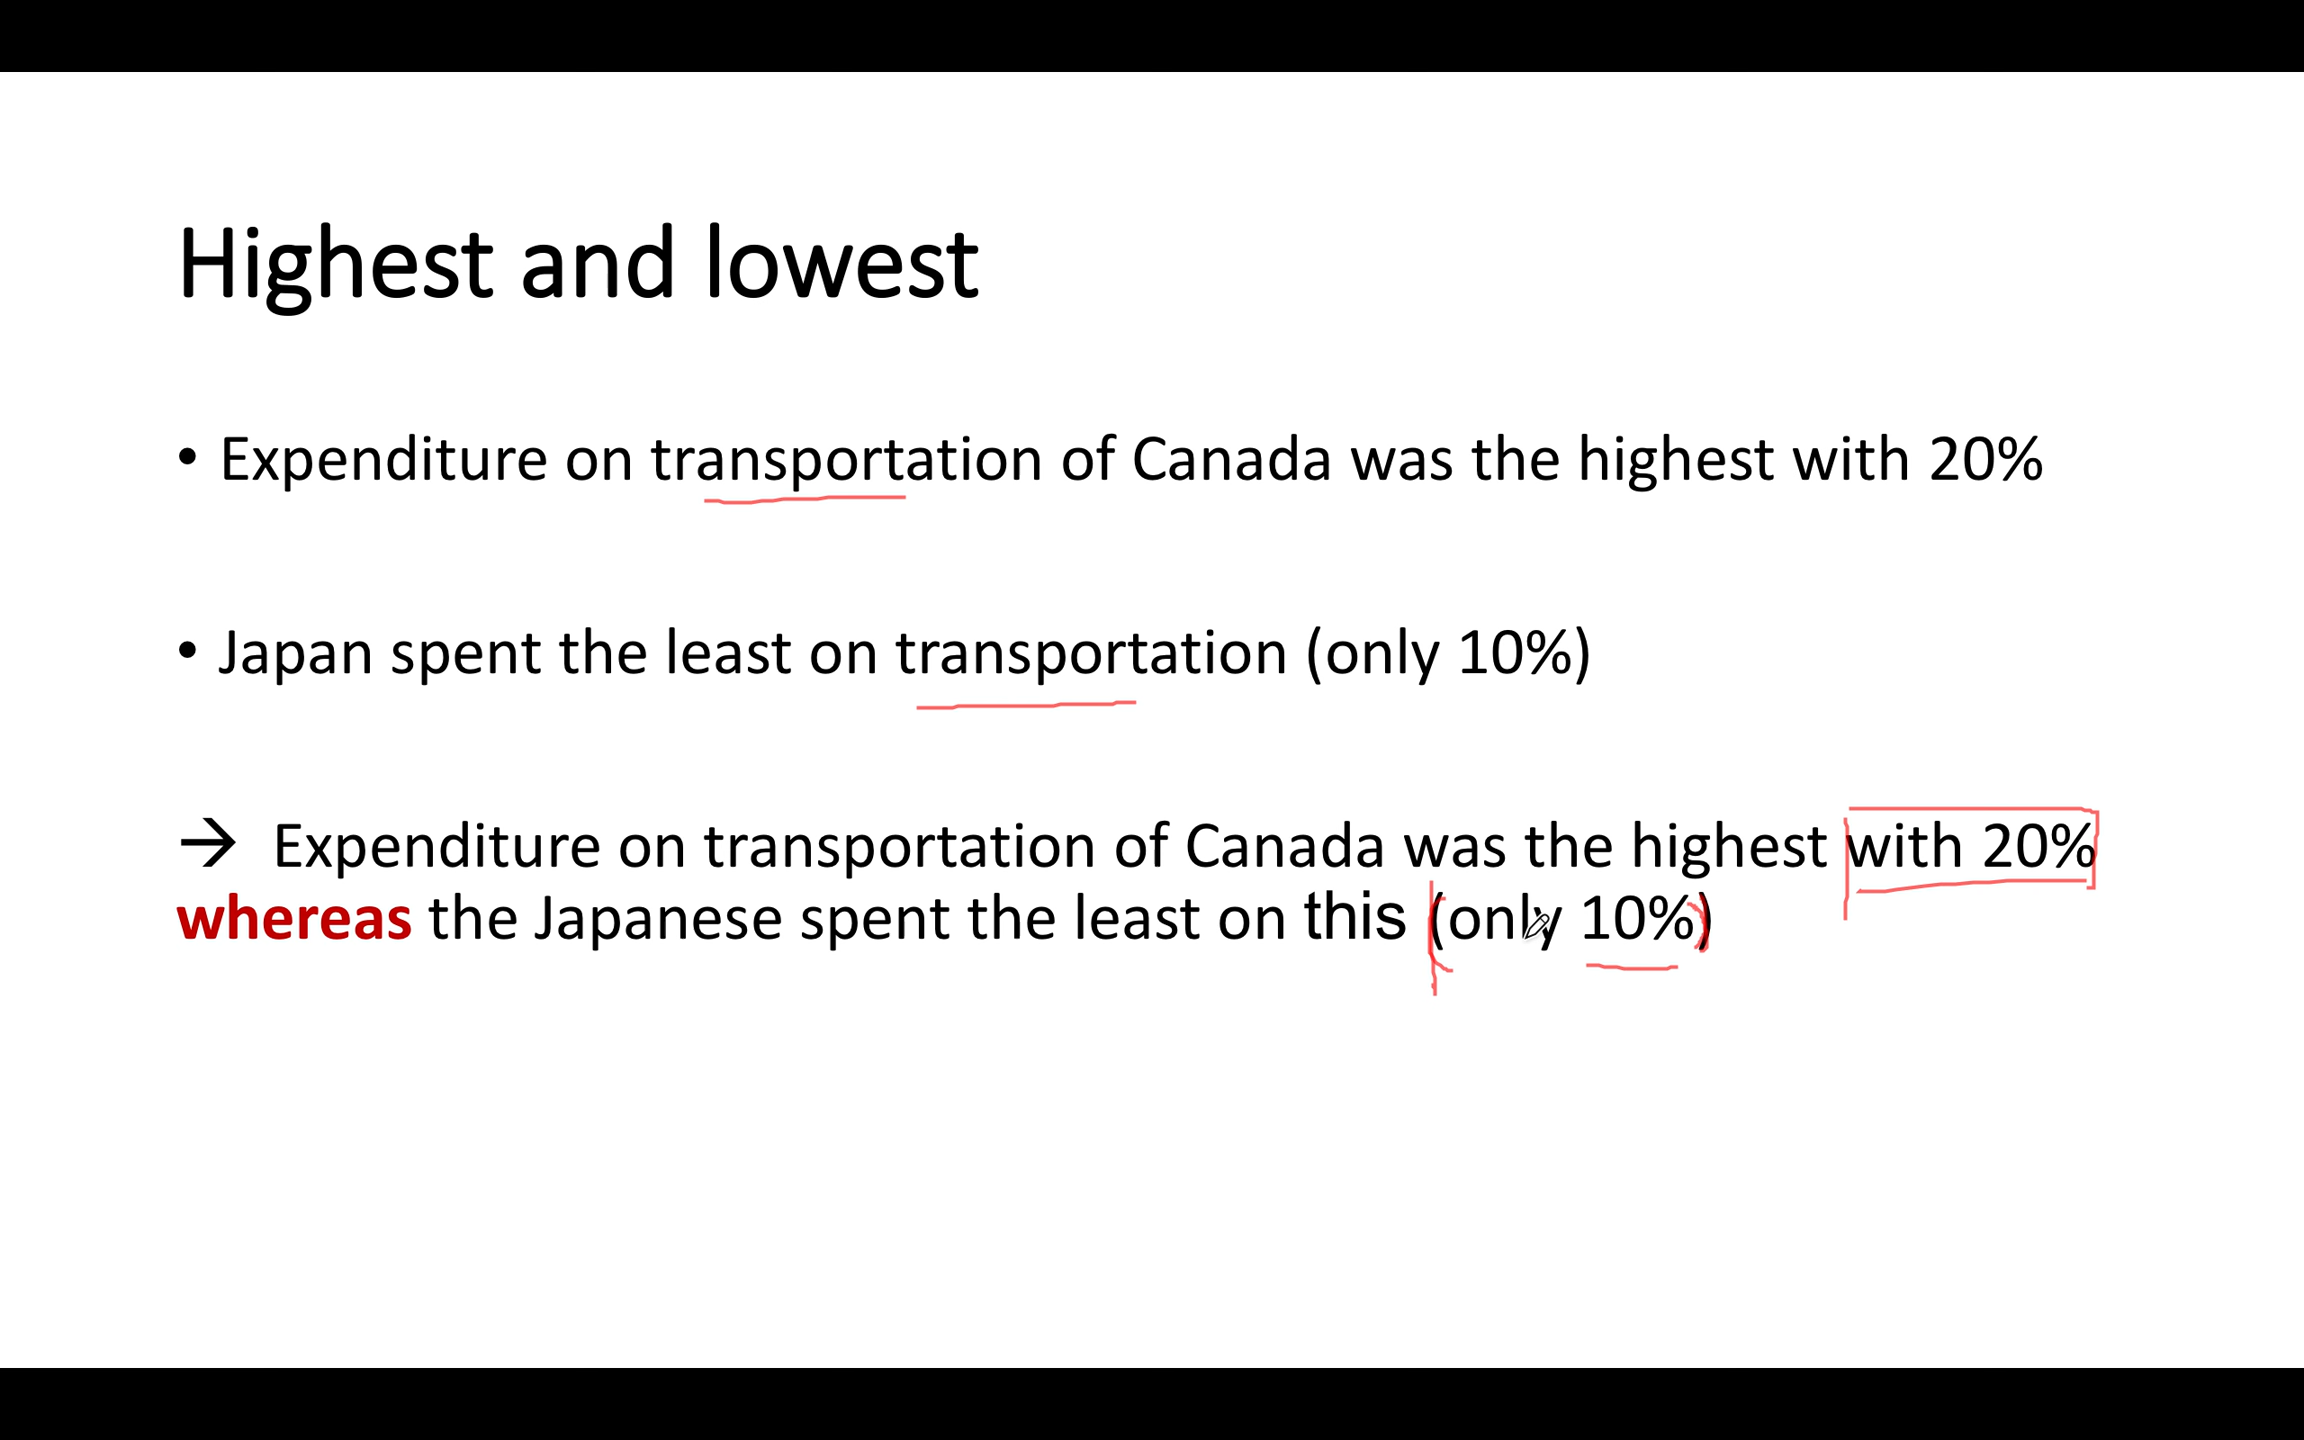 Highest and lowest
• Expenditure on transportation of Canada was the highest with 20%
• Japan spent the least on transportation (only 10%)
→ Expenditure on transportation of Canada was the highest with 20%
whereas the Japanese spent the least on this (only 10%)